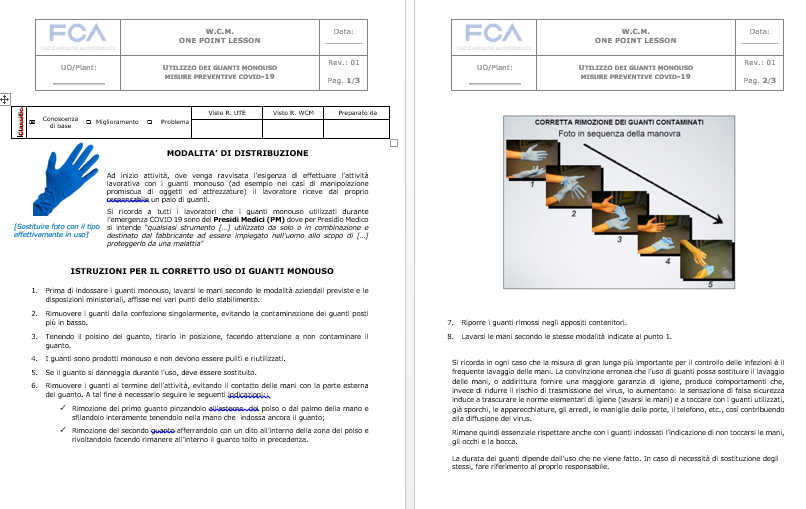 FCA
FIAT CHRYSLER AUTOMOBILES
W.C.M.
ONE POINT LESSON
Data:
UO/Plant:
UTILIZZO DEI GUANTI MONOUSO
MISURE PREVENTIVE COVID-19
Rev.: 01
Pag. 1/3
Classific
Conoscenza
di base
Miglioramento
Problema
Visto R. UTE
Visto R. WCM
Preparato da
MODALITA' DI DISTRIBUZIONE
Ad inizio attività, ove venga ravvisata l'esigenza di effettuare l'attività
lavorativa con i guanti monouso (ad esempio nei casi di manipolazione
promiscua di oggetti ed attrezzature) il lavoratore riceve dal proprio
responsabile un paio di guanti.
[Sostituire foto con il tipo
effettivamente in uso]
Si ricorda a tutti i lavoratori che i guanti monouso utilizzati durante
l'emergenza COVID 19 sono dei Presidi Medici (PM) dove per Presidio Medico
si intende "qualsiasi strumento [...] utilizzato da solo o in combinazione e
destinato dal fabbricante ad essere impiegato nell'uomo allo scopo di [...]
proteggerlo da una malattia"
ISTRUZIONI PER IL CORRETTO USO DI GUANTI MONOUSO
1. Prima di indossare i guanti monouso, lavarsi le mani secondo le modalità aziendali previste e le
disposizioni ministeriali, affisse nei vari punti dello stabilimento.
2. Rimuovere i guanti dalla confezione singolarmente, evitando la contaminazione dei guanti posti
più in basso.
3. Tenendo il polsino del guanto, tirarlo in posizione, facendo attenzione a non contaminare il
guanto.
4. I guanti sono prodotti monouso e non devono essere puliti e riutilizzati.
5. Se il guanto si danneggia durante l'uso, deve essere sostituito.
6. Rimuovere i guanti al termine dell'attività, evitando il contatto delle mani con la parte esterna
del guanto. A tal fine è necessario seguire le seguenti indicazioni:
✓ Rimozione del primo guanto pinzandolo all'esterno del polso o dal palmo della mano e
sfilandolo interamente tenendolo nella mano che indossa ancora il guanto;
✓ Rimozione del secondo guanto afferrandolo con un dito all'interno della zona del polso e
rivoltandolo facendo rimanere all'interno il guanto tolto in precedenza.
FCA
FIAT CHRYSLER AUTOMOBILES
W.C.M.
ONE POINT LESSON
Data:
UO/Plant:
UTILIZZO DEI GUANTI MONOUSO
MISURE PREVENTIVE COVID-19
Rev.: 01
Pag. 2/3
CORRETTA RIMOZIONE DEI GUANTI CONTAMINATI
Foto in sequenza della manovra
1
2
3
4
5
7. Riporre i guanti rimossi negli appositi contenitori.
8. Lavarsi le mani secondo le stesse modalità indicate al punto 1.
Si ricorda in ogni caso che la misura di gran lunga più importante per il controllo delle infezioni è il
frequente lavaggio delle mani. La convinzione erronea che l'uso di guanti possa sostituire il lavaggio
delle mani, o addirittura fornire una maggiore garanzia di igiene, produce comportamenti che,
invece di ridurre il rischio di trasmissione del virus, lo aumentano: la sensazione di falsa sicurezza
induce a trascurare le norme elementari di igiene (lavarsi le mani) e a toccare con i guanti utilizzati,
già sporchi, le apparecchiature, gli arredi, le maniglie delle porte, il telefono, etc., così contribuendo
alla diffusione del virus.
Rimane quindi essenziale rispettare anche con i guanti indossati l'indicazione di non toccarsi le mani,
gli occhi e la bocca.
La durata dei guanti dipende dall'uso che ne viene fatto. In caso di necessità di sostituzione degli
stessi, fare riferimento al proprio responsabile.